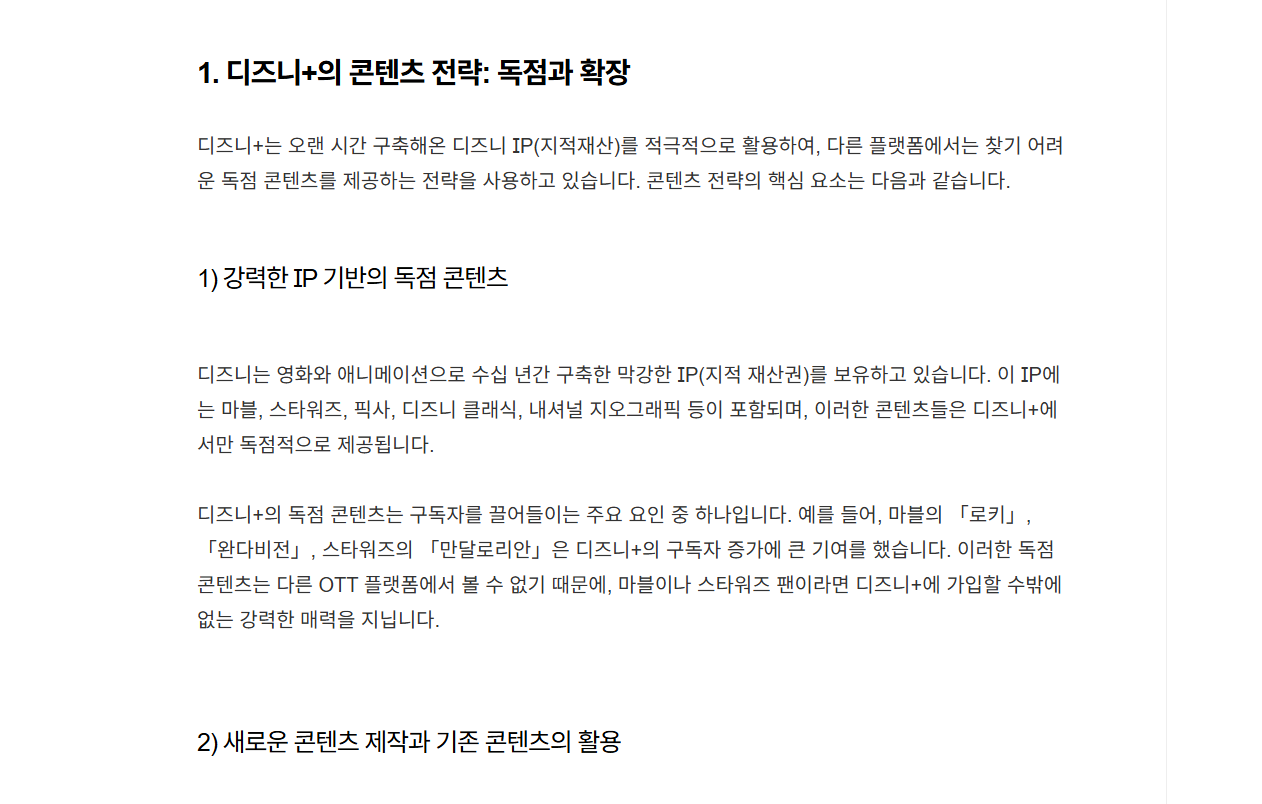 1. 디즈니+의 콘텐츠 전략: 독점과 확장
디즈니+는 오랜 시간 구축해온 디즈니 IP(지적재산)를 적극적으로 활용하여, 다른 플랫폼에서는 찾기 어려
운 독점 콘텐츠를 제공하는 전략을 사용하고 있습니다. 콘텐츠 전략의 핵심 요소는 다음과 같습니다.
1) 강력한 IP 기반의 독점 콘텐츠
디즈니는 영화와 애니메이션으로 수십 년간 구축한 막강한 IP(지적 재산권)를 보유하고 있습니다. 이 IP에
는 마블, 스타워즈, 픽사, 디즈니 클래식, 내셔널 지오그래픽 등이 포함되며, 이러한 콘텐츠들은 디즈니+에
서만 독점적으로 제공됩니다.
디즈니+의 독점 콘텐츠는 구독자를 끌어들이는 주요 요인 중 하나입니다. 예를 들어, 마블의 「로키」,
「완다비전」, 스타워즈의 「만달로리안」은 디즈니+의 구독자 증가에 큰 기여를 했습니다. 이러한 독점
콘텐츠는 다른 OTT 플랫폼에서 볼 수 없기 때문에, 마블이나 스타워즈 팬이라면 디즈니+에 가입할 수밖에
없는 강력한 매력을 지닙니다.
2) 새로운 콘텐츠 제작과 기존 콘텐츠의 활용